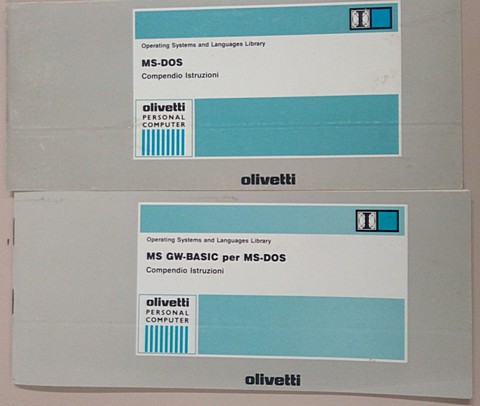 I
Operating Systems and Languages Library
MS-DOS
Compendio Istruzioni
olivetti
PERSONAL
COMPUTER
olivetti
I
Operating Systems and Languages Library
MS GW-BASIC per MS-DOS
Compendio Istruzioni
olivetti
PERSONAL
COMPUTER
olivetti